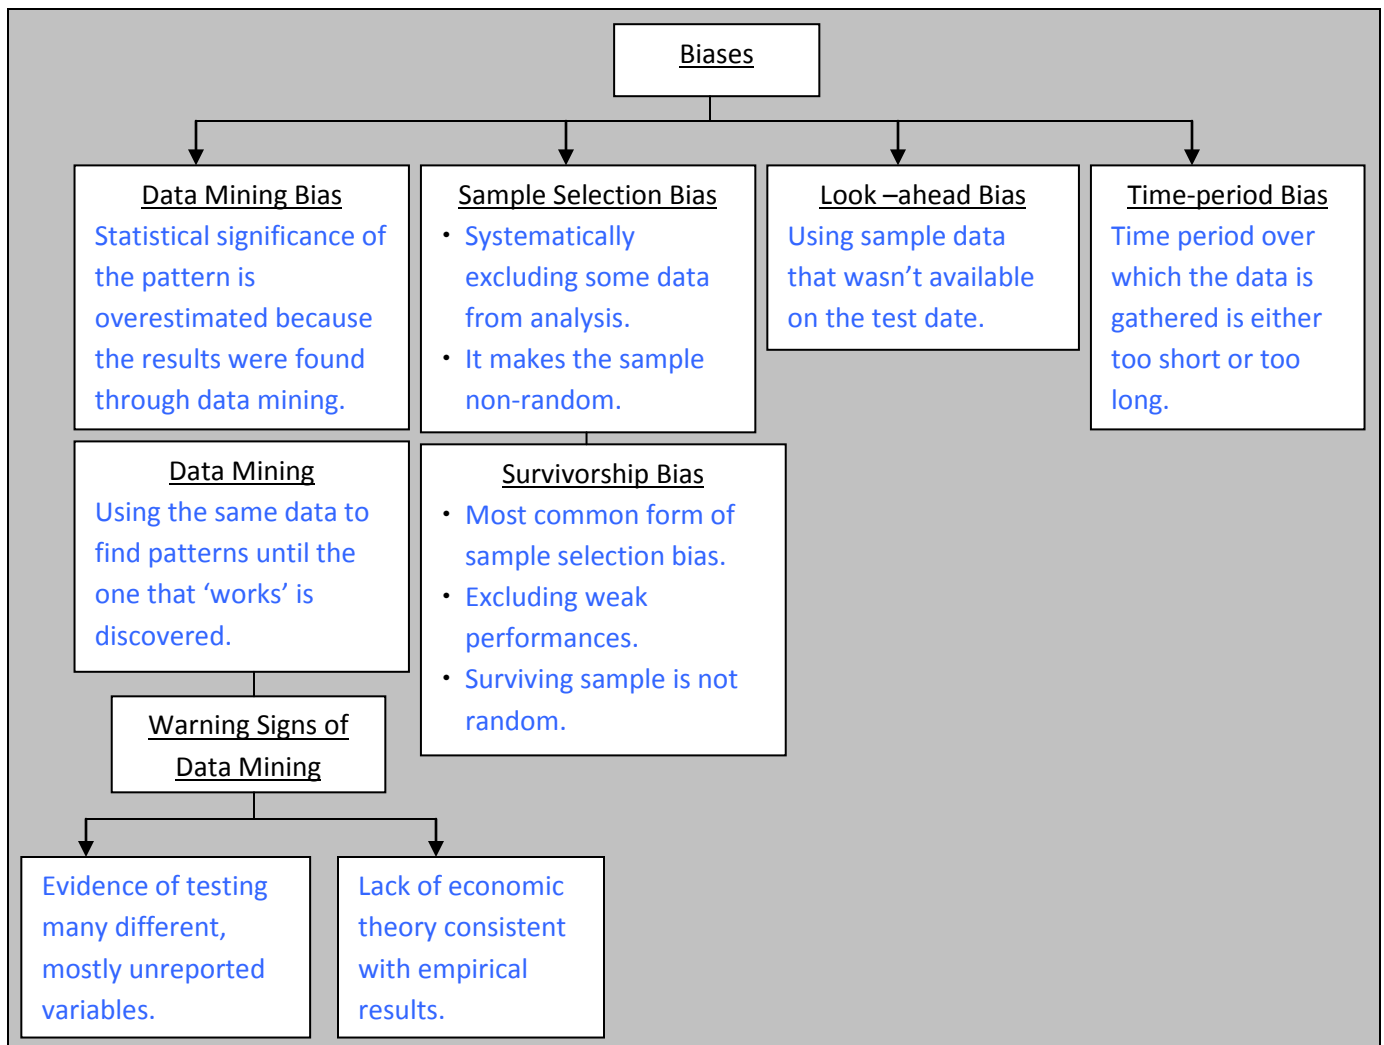 Biases
Data Mining Bias
Statistical significance of
the pattern is
overestimated because
the results were found
through data mining.
Sample Selection Bias
· Systematically
excluding some data
from analysis.
· It makes the sample
non-random.
Look –ahead Bias
Using sample data
that wasn’t available
on the test date.
Time-period Bias
Time period over
which the data is
gathered is either
too short or too
long.
Data Mining
Using the same data to
find patterns until the
one that ‘works’ is
discovered.
Survivorship Bias
· Most common form of
sample selection bias.
· Excluding weak
performances.
· Surviving sample is not
random.
Warning Signs of
Data Mining
Evidence of testing
many different,
mostly unreported
variables.
Lack of economic
theory consistent
with empirical
results.